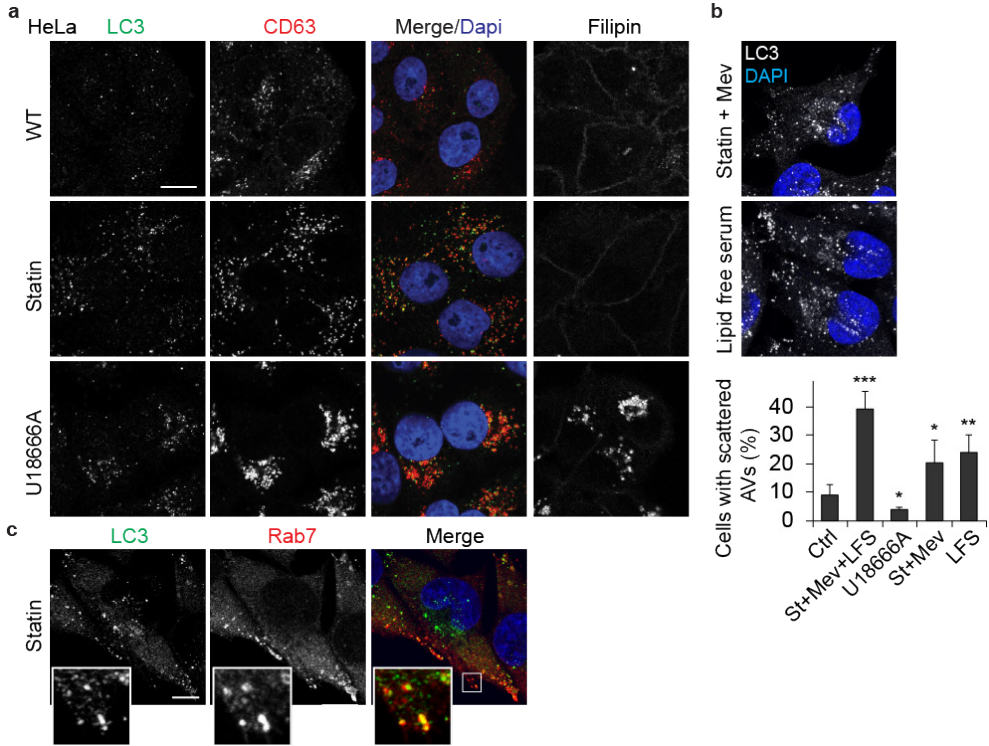 a
HeLa LC3 CD63 Merge/Dapi Filipin
WT
Statin
U18666A
b
LC3
DAPI
Statin + Mev
Lipid free serum
Cells with scattered
AVs (%)
40
30
20
10
0
***
*
*
**
Ctrl
St+Mev+LFS
U18666A
St+Mev
LFS
c
LC3 Rab7 Merge
Statin